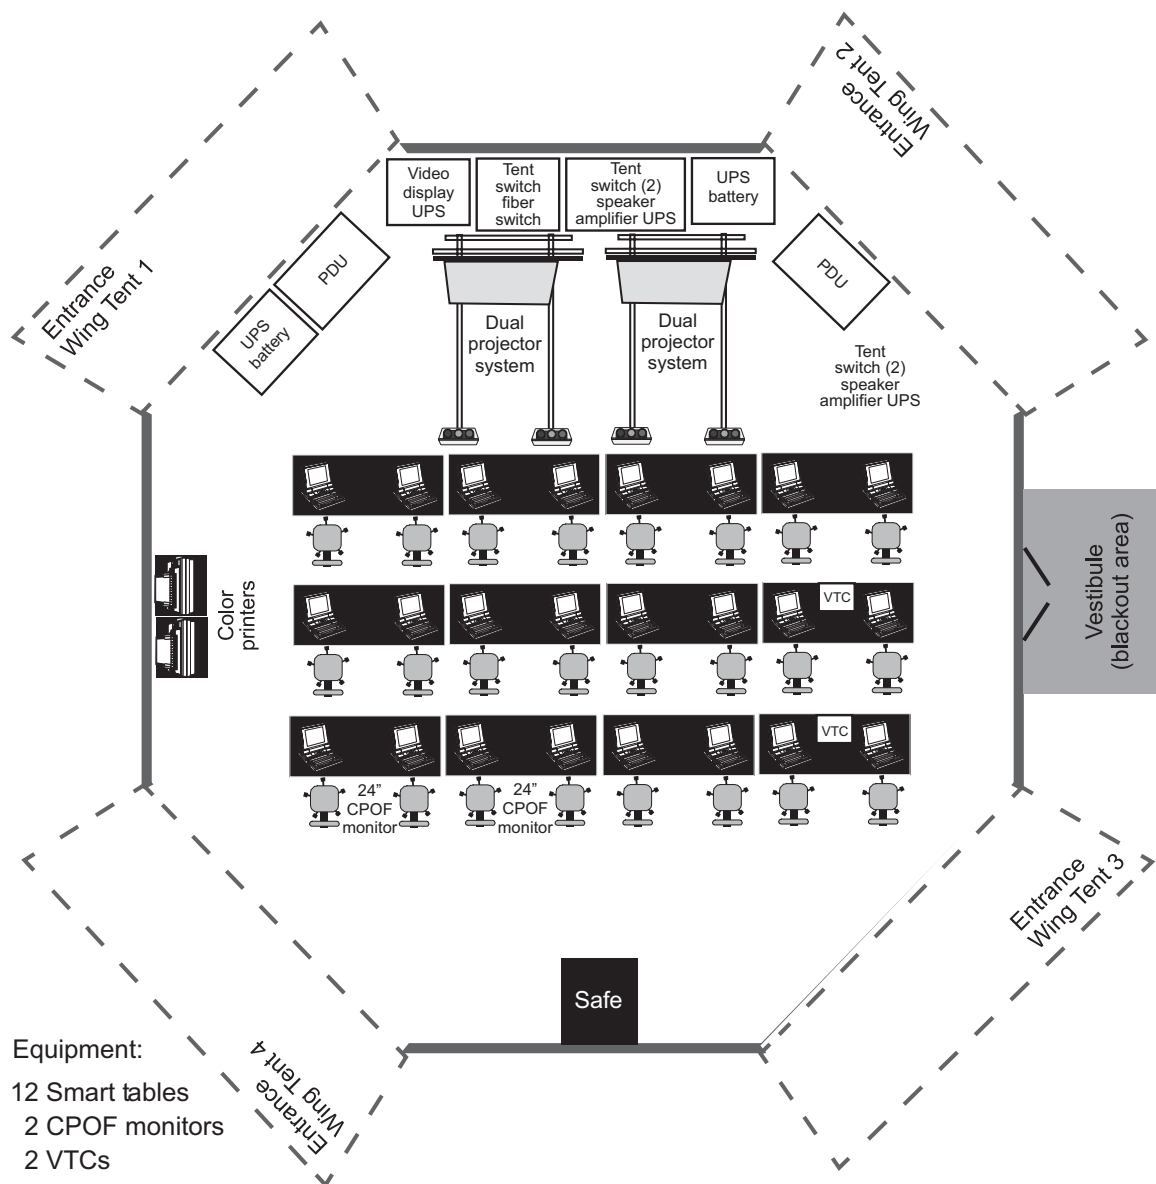 Entrance
Wing Tent 1
Entrance
Wing Tent 2
Video
display
UPS
Tent
switch
fiber
switch
Tent
switch (2)
speaker
amplifier UPS
UPS
battery
PDU
UPS
battery
PDU
Dual
projector
system
Dual
projector
system
Tent
switch (2)
speaker
amplifier UPS
Color
printers
VTC
Vestibule
(blackout area)
VTC
24”
CPOF
monitor
24”
CPOF
monitor
Entrance
Wing Tent 3
Safe
Entrance
Wing Tent 4
Equipment:
12 Smart tables
2 CPOF monitors
2 VTCs